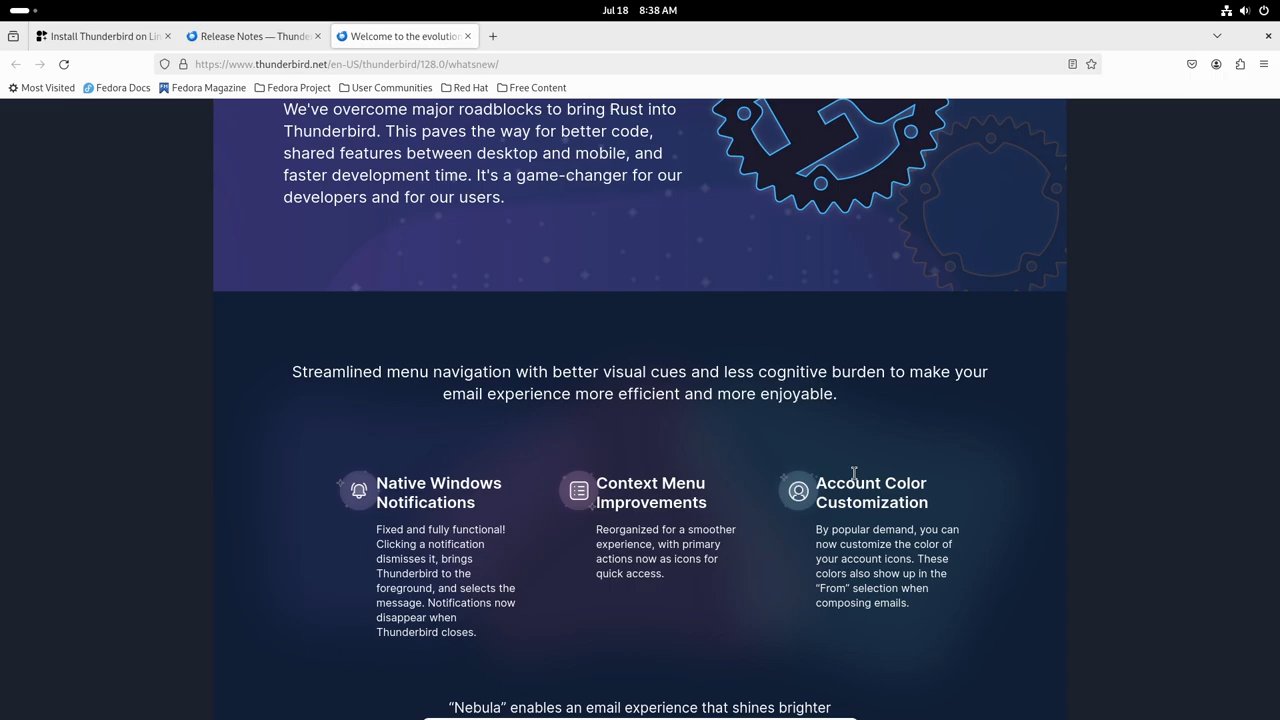 Jul 18 8:38 AM
Install Thunderbird on Lin
Release Notes — Thunde
Welcome to the evolution
https://www.thunderbird.net/en-US/thunderbird/128.0/whatsnew/
Most Visited Fedora Docs Fedora Magazine Fedora Project User Communities Red Hat Free Content
We've overcome major roadblocks to bring Rust into
Thunderbird. This paves the way for better code,
shared features between desktop and mobile, and
faster development time. It's a game-changer for our
developers and for our users.
Streamlined menu navigation with better visual cues and less cognitive burden to make your
email experience more efficient and more enjoyable.
Native Windows
Notifications
Fixed and fully functional!
Clicking a notification
dismisses it, brings
Thunderbird to the
foreground, and selects the
message. Notifications now
disappear when
Thunderbird closes.
Context Menu
Improvements
Reorganized for a smoother
experience, with primary
actions now as icons for
quick access.
Account Color
Customization
By popular demand, you can
now customize the color of
your account icons. These
colors also show up in the
“From” selection when
composing emails.
“Nebula” enables an email experience that shines brighter